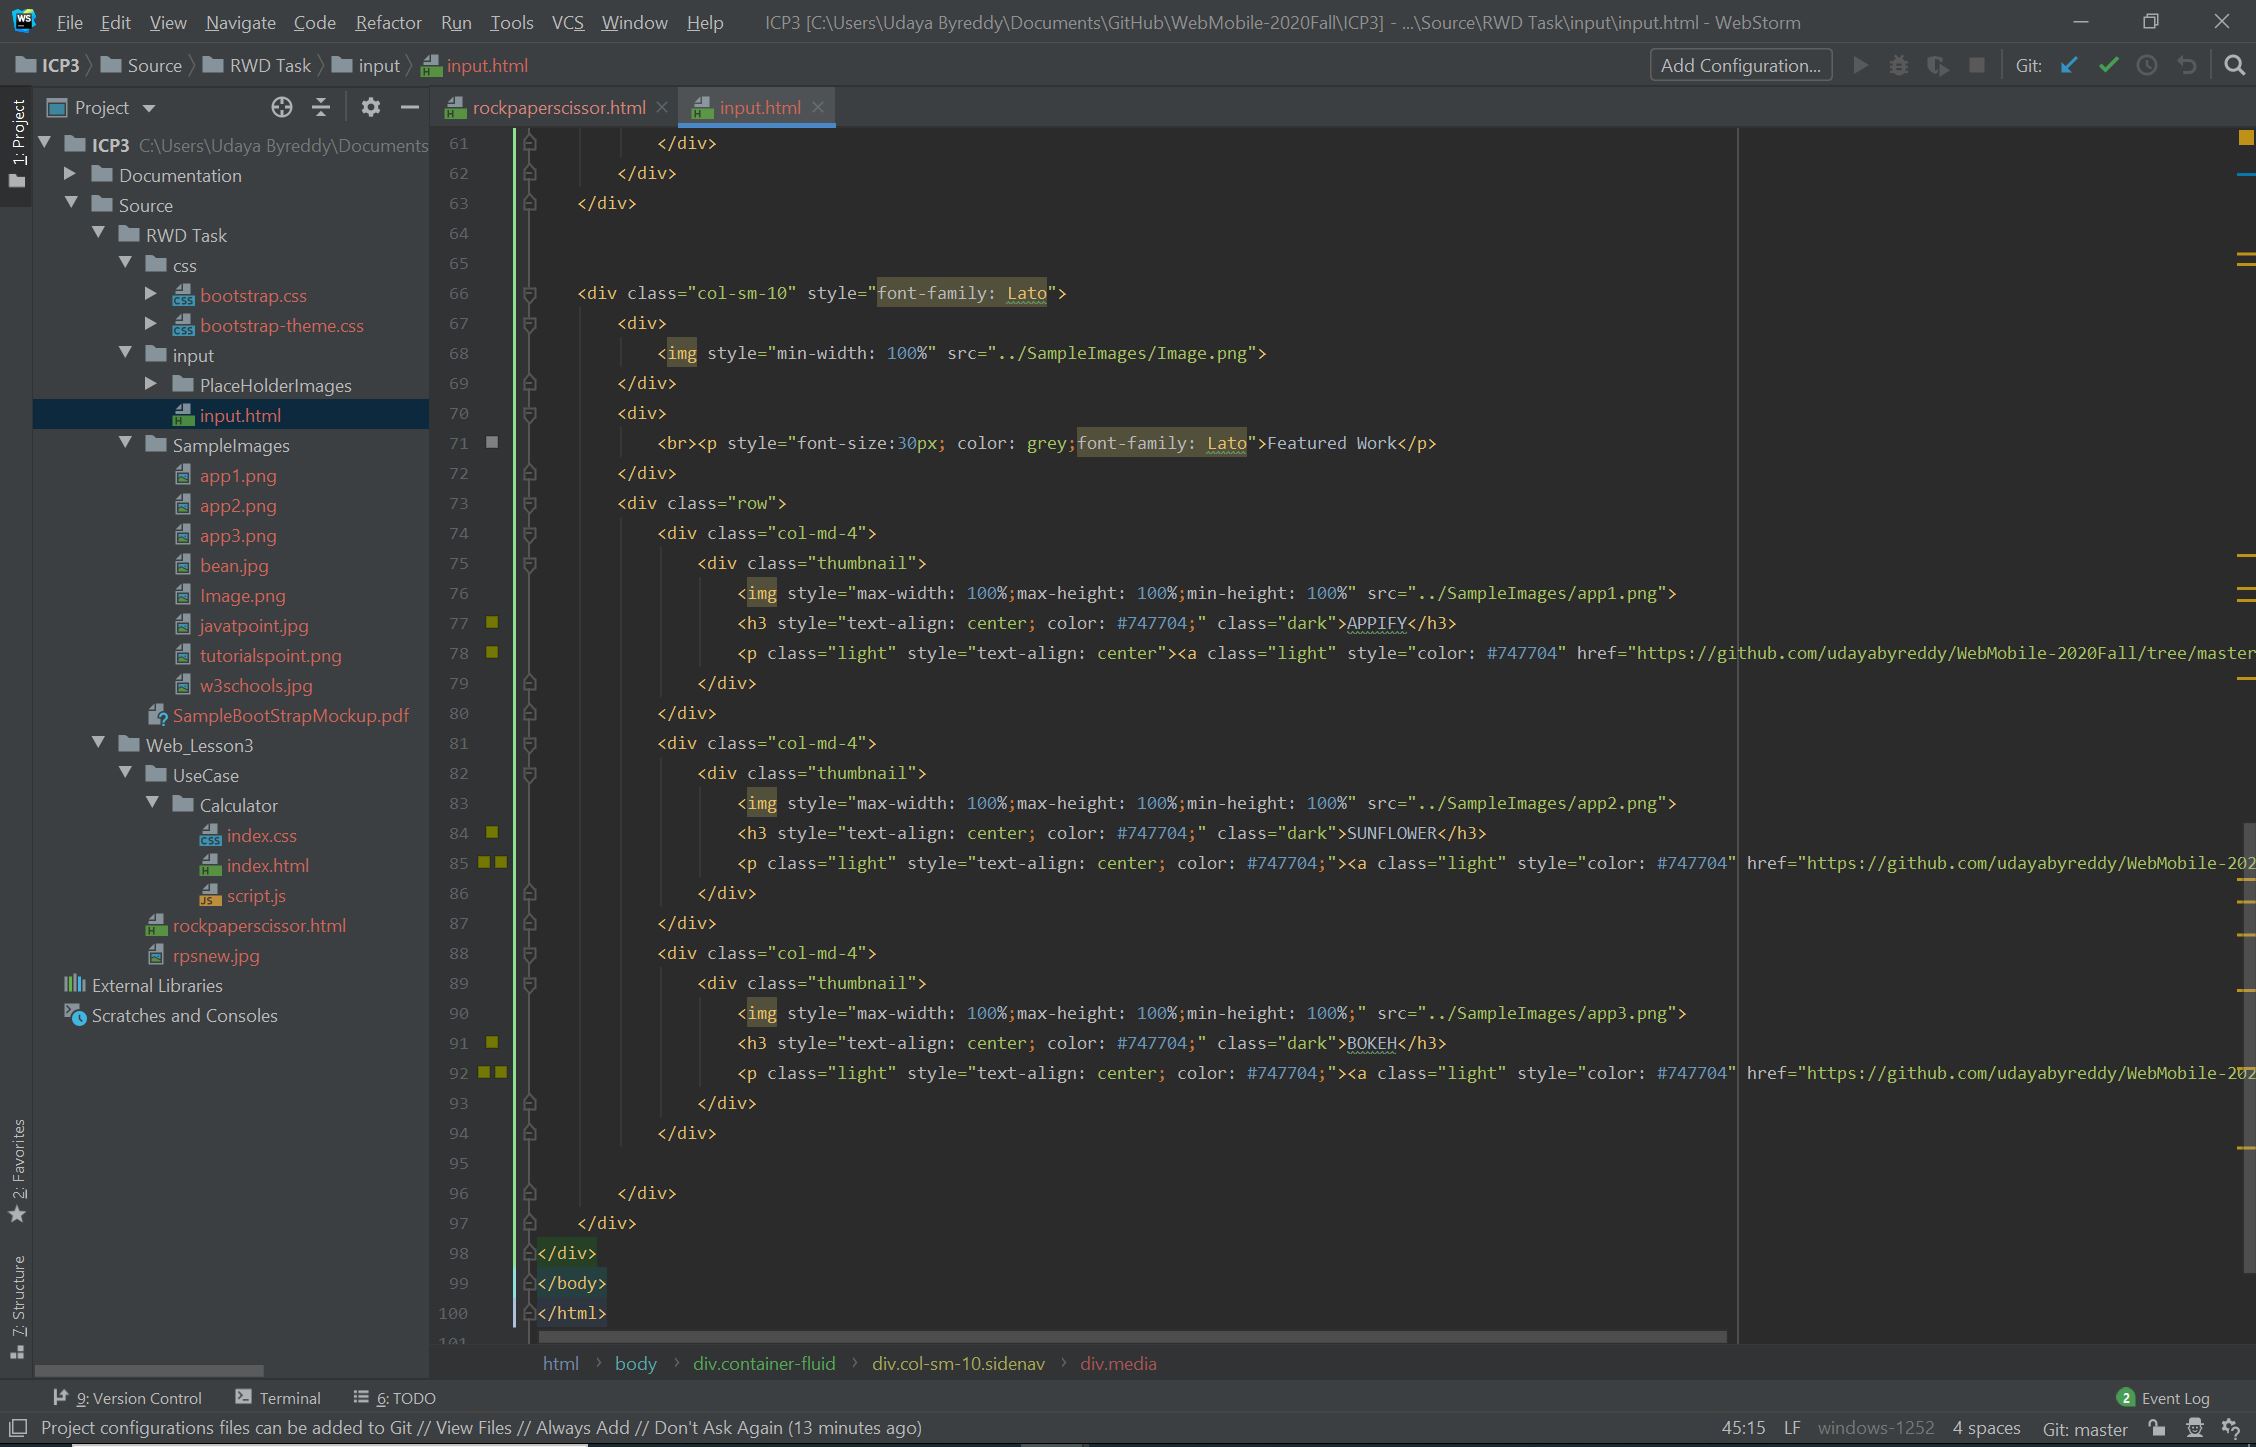 File Edit View Navigate Code Refactor Run Tools VCS Window Help ICP3 [C:\Users\Udaya Byreddy\Documents\GitHub\WebMobile-2020Fall\ICP3] - ...\Source\RWD Task\input\input.html - WebStorm
ICP3 Source RWD Task input input.html Add Configuration... Git:
1: Project
Project
ICP3 C:\Users\Udaya Byreddy\Documents
Documentation
Source
RWD Task
css
bootstrap.css
bootstrap-theme.css
input
PlaceHolderImages
input.html
SampleImages
app1.png
app2.png
app3.png
bean.jpg
Image.png
javatpoint.jpg
tutorialspoint.png
w3schools.jpg
SampleBootStrapMockup.pdf
Web_Lesson3
UseCase
Calculator
index.css
index.html
script.js
rockpaperscissor.html
rpsnew.jpg
External Libraries
Scratches and Consoles
2: Favorites
7: Structure
rockpaperscissor.html input.html
61 </div>
62 </div>
63 </div>
64
65
66 <div class="col-sm-10" style="font-family: Lato">
67 <div>
68 <img style="min-width: 100%" src="../SampleImages/Image.png">
69 </div>
70 <div>
71 <br><p style="font-size:30px; color: grey;font-family: Lato">Featured Work</p>
72 </div>
73 <div class="row">
74 <div class="col-md-4">
75 <div class="thumbnail">
76 <img style="max-width: 100%;max-height: 100%;min-height: 100%" src="../SampleImages/app1.png">
77 <h3 style="text-align: center; color: #747704;" class="dark">APPIFY</h3>
78 <p class="light" style="text-align: center"><a class="light" style="color: #747704" href="https://github.com/udayabyreddy/WebMobile-2020Fall/tree/master
79 </div>
80 </div>
81 <div class="col-md-4">
82 <div class="thumbnail">
83 <img style="max-width: 100%;max-height: 100%;min-height: 100%" src="../SampleImages/app2.png">
84 <h3 style="text-align: center; color: #747704;" class="dark">SUNFLOWER</h3>
85 <p class="light" style="text-align: center; color: #747704;"><a class="light" style="color: #747704" href="https://github.com/udayabyreddy/WebMobile-202
86 </div>
87 </div>
88 <div class="col-md-4">
89 <div class="thumbnail">
90 <img style="max-width: 100%;max-height: 100%;min-height: 100%;" src="../SampleImages/app3.png">
91 <h3 style="text-align: center; color: #747704;" class="dark">BOKEH</h3>
92 <p class="light" style="text-align: center; color: #747704;"><a class="light" style="color: #747704" href="https://github.com/udayabyreddy/WebMobile-202
93 </div>
94 </div>
95
96 </div>
97 </div>
98 </div>
99 </body>
100 </html>
101
html body div.container-fluid div.col-sm-10.sidenav div.media
9: Version Control Terminal 6: TODO 2 Event Log
Project configurations files can be added to Git // View Files // Always Add // Don't Ask Again (13 minutes ago) 45:15 LF windows-1252 4 spaces Git: master